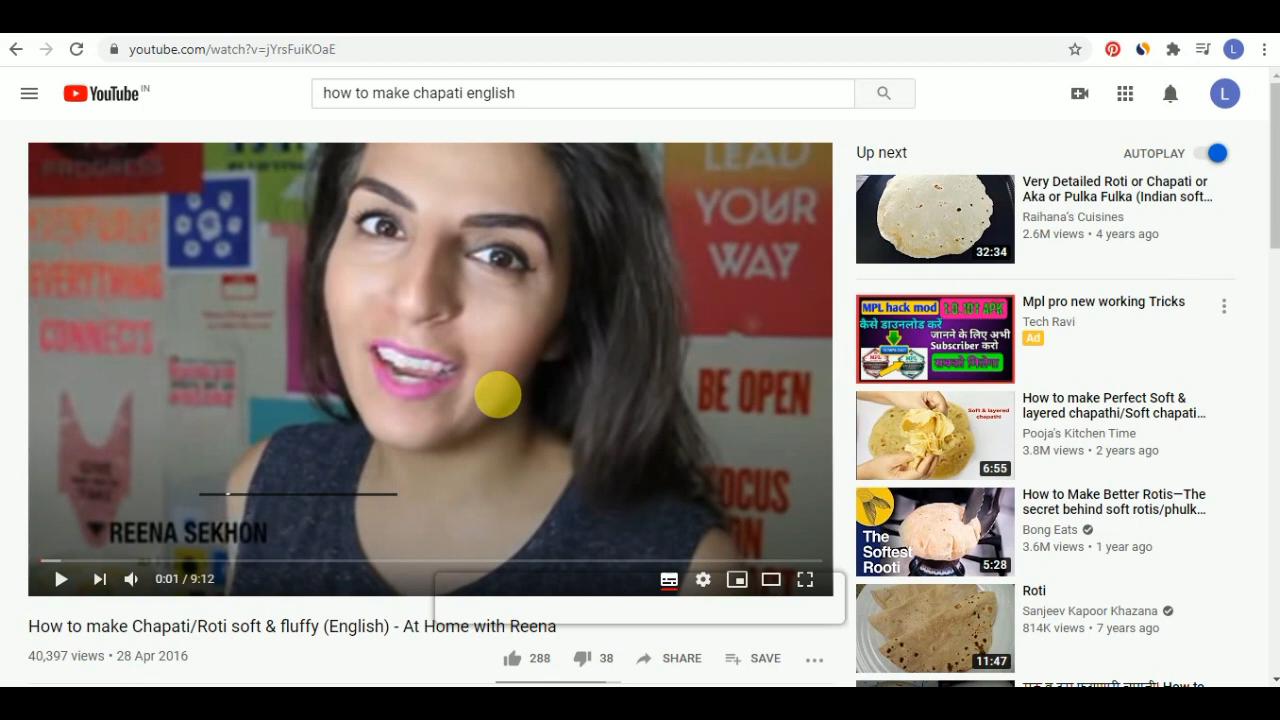 youtube.com/watch?v=jYrsFuiKOaE
L
YouTube IN
how to make chapati english
L
PROGRESS
EVERYTHING
CONNECTS
GIVE
TAKE
LEAD
YOUR
WAY
BE OPEN
REENA SEKHON
0:01 / 9:12
How to make Chapati/Roti soft & fluffy (English) - At Home with Reena
40,397 views • 28 Apr 2016
288
38
SHARE
SAVE
Up next
AUTOPLAY
32:34
Very Detailed Roti or Chapati or
Aka or Pulka Fulka (Indian soft...
Raihana's Cuisines
2.6M views • 4 years ago
MPL hack mod
कैसे डाउनलोड करें
जानने के लिए अभी
Subscriber करो
MPL
MPL
Mpl pro new working Tricks
Tech Ravi
Ad
Soft & layered
chapathi
6:55
How to make Perfect Soft &
layered chapathi/Soft chapati...
Pooja's Kitchen Time
3.8M views • 2 years ago
The
Softest
Rooti
5:28
How to Make Better Rotis—The
secret behind soft rotis/phulk...
Bong Eats
3.6M views • 1 year ago
11:47
Roti
Sanjeev Kapoor Khazana
814K views • 7 years ago